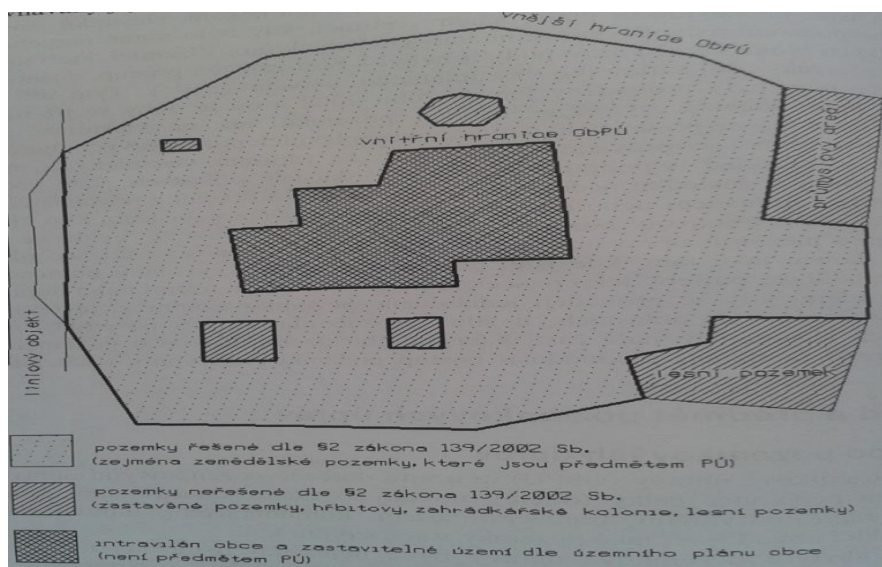 vnější hranice ObPÚ
vnitřní hranice ObPÚ
průmyslový areál
liniový objekt
lesní pozemek
pozemky řešené dle §2 zákona 139/2002 Sb.
(zejména zemědělské pozemky, které jsou předmětem PÚ)
pozemky neřešené dle §2 zákona 139/2002 Sb.
(zastavěné pozemky, hřbitovy, zahrádkářské kolonie, lesní pozemky)
intravilán obce a zastavitelné území dle územního plánu obce
(není předmětem PÚ)